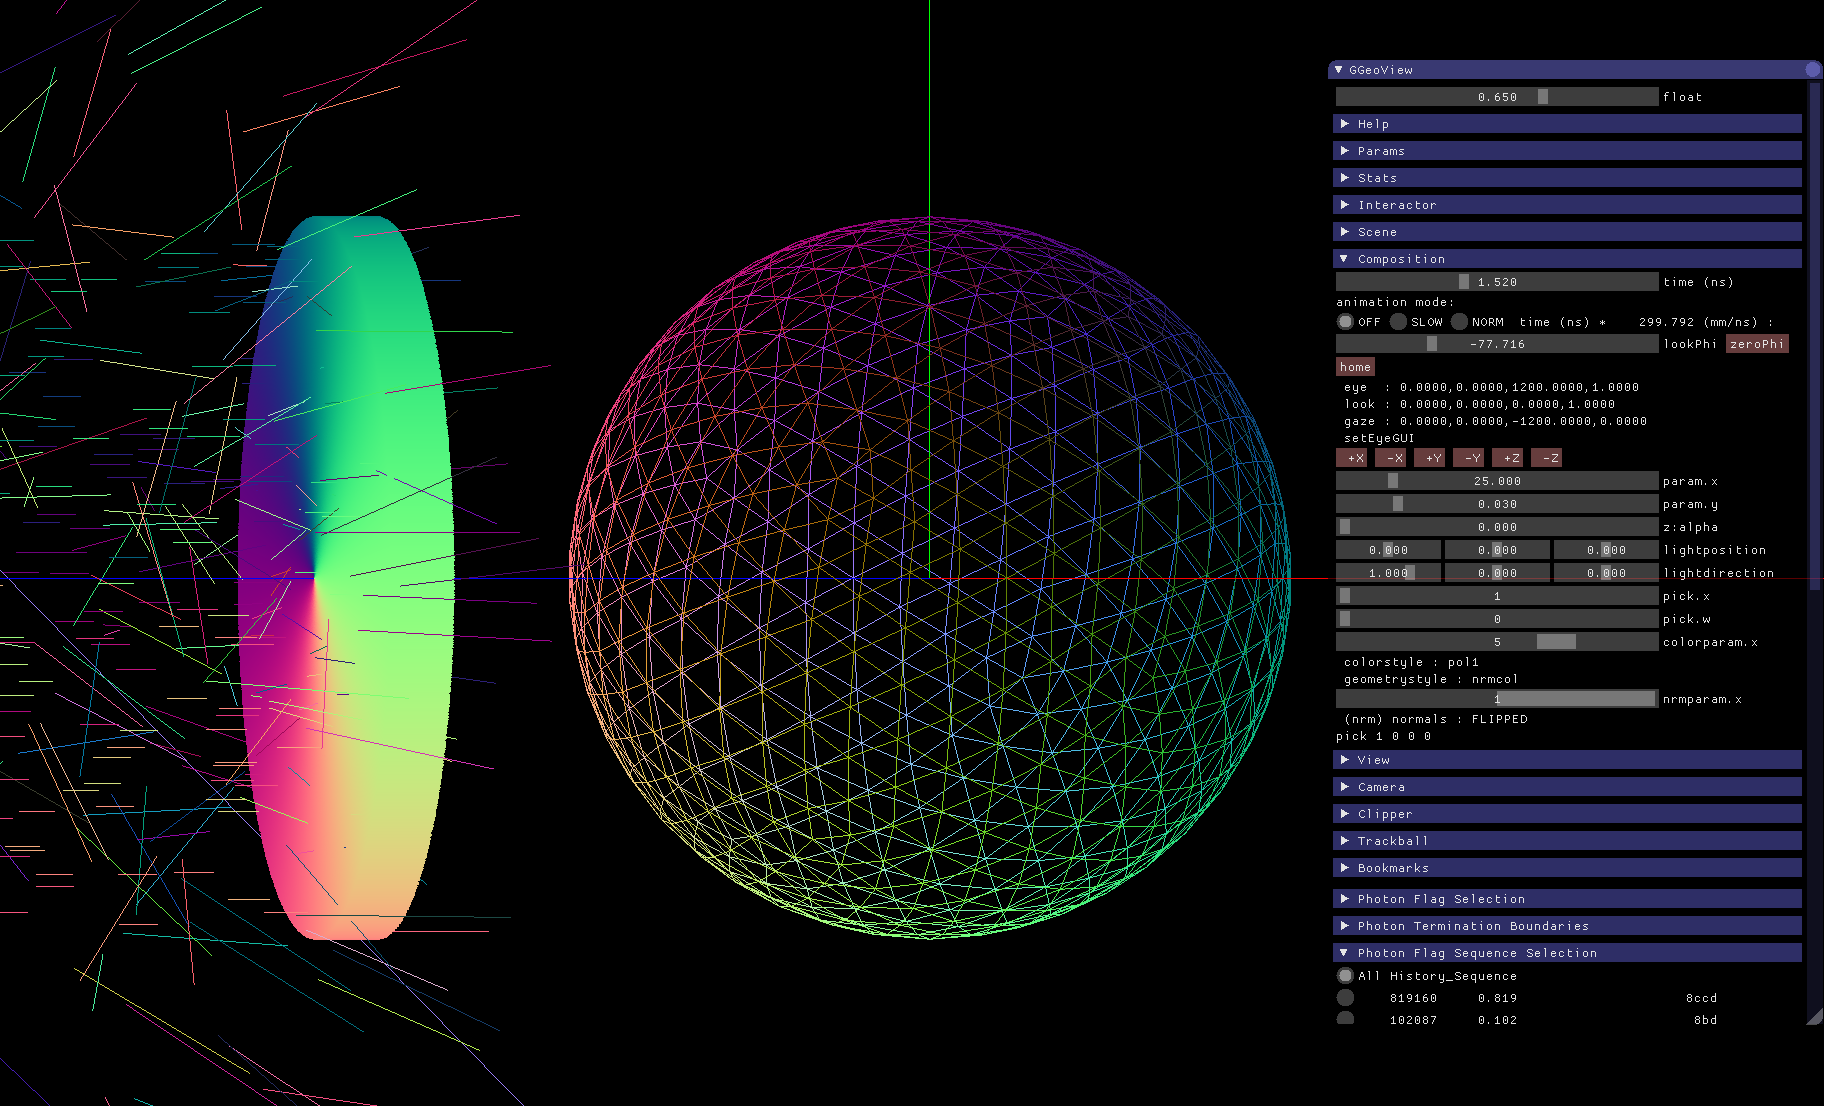 GGeoView
0.650 float
Help
Params
Stats
Interactor
Scene
Composition
1.520 time (ns)
animation mode:
OFF SLOW NORM time (ns) * 299.792 (mm/ns) :
-77.716 lookPhi zeroPhi
home
eye : 0.0000,0.0000,1200.0000,1.0000
look : 0.0000,0.0000,0.0000,1.0000
gaze : 0.0000,0.0000,-1200.0000,0.0000
setEyeGUI
+X -X +Y -Y +Z -Z
25.000 param.x
0.030 param.y
0.000 z:alpha
0.000 0.000 0.000 lightposition
1.000 0.000 0.000 lightdirection
1 pick.x
0 pick.w
5 colorparam.x
colorstyle : pol1
geometrystyle : nrmcol
1 nrmparam.x
(nrm) normals : FLIPPED
pick 1 0 0 0
View
Camera
Clipper
Trackball
Bookmarks
Photon Flag Selection
Photon Termination Boundaries
Photon Flag Sequence Selection
All History_Sequence
819160 0.819 8ccd
102087 0.102 8bd